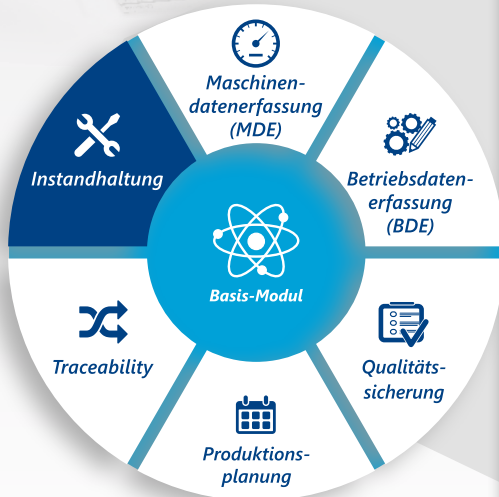 Maschinen-
datenerfassung
(MDE)
Instandhaltung
Betriebsdaten-
erfassung
(BDE)
Basis-Modul
Traceability
Qualitäts-
sicherung
Produktions-
planung